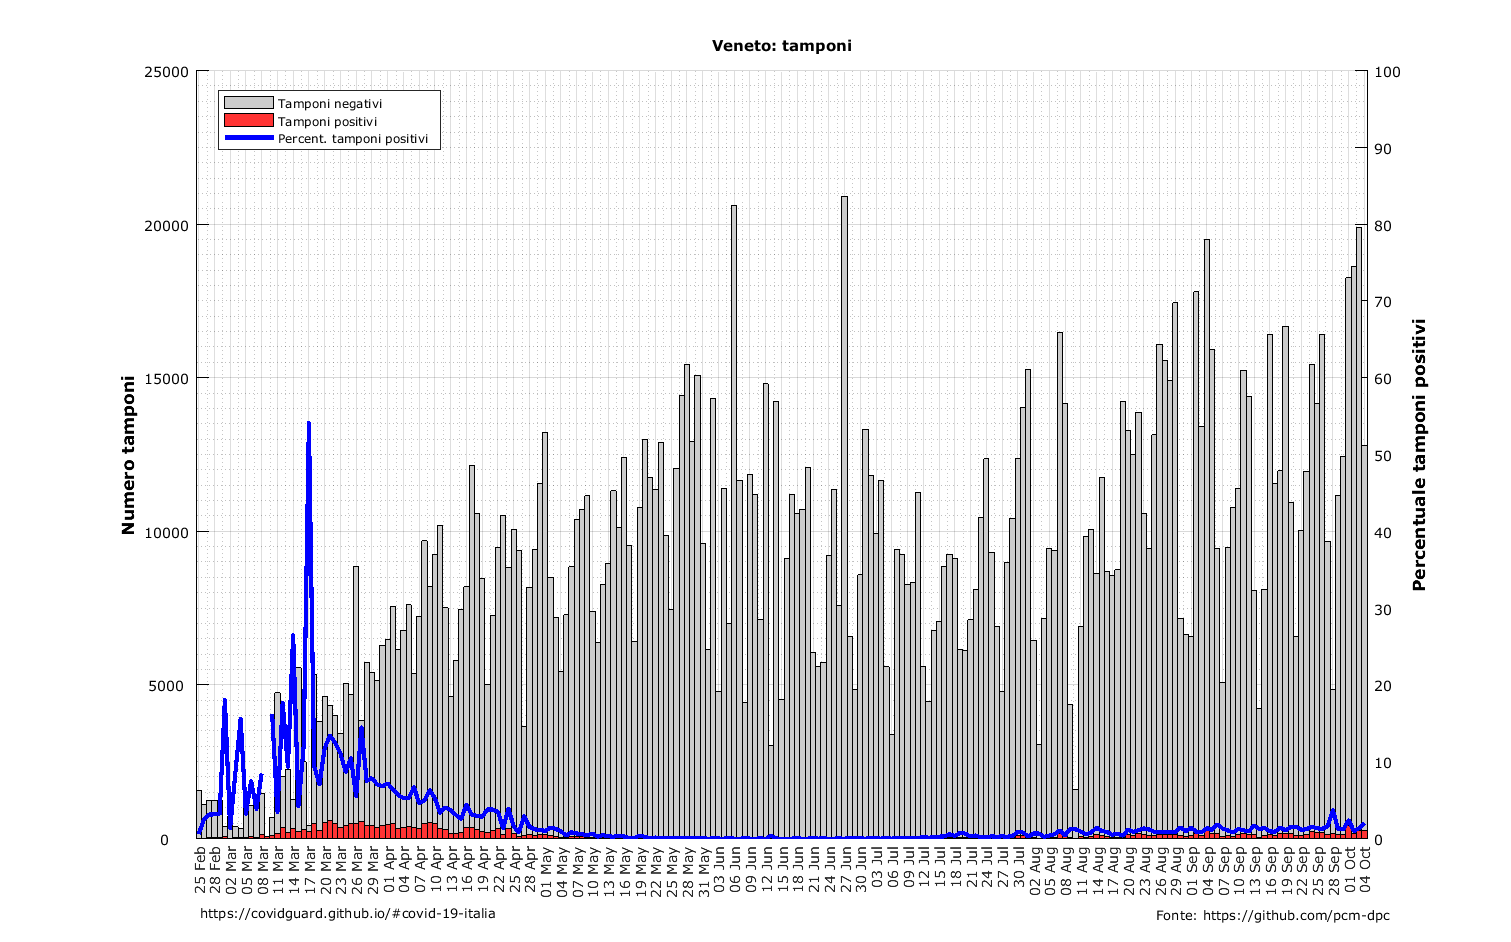 Veneto: tamponi
25000
20000
15000
10000
5000
0
Numero tamponi
Tamponi negativi
Tamponi positivi
Percent. tamponi positivi
100
90
80
70
60
50
40
30
20
10
0
Percentuale tamponi positivi
25 Feb
28 Feb
02 Mar
05 Mar
08 Mar
11 Mar
14 Mar
17 Mar
20 Mar
23 Mar
26 Mar
29 Mar
01 Apr
04 Apr
07 Apr
10 Apr
13 Apr
16 Apr
19 Apr
22 Apr
25 Apr
28 Apr
01 May
04 May
07 May
10 May
13 May
16 May
19 May
22 May
25 May
28 May
31 May
03 Jun
06 Jun
09 Jun
12 Jun
15 Jun
18 Jun
21 Jun
24 Jun
27 Jun
30 Jun
03 Jul
06 Jul
09 Jul
12 Jul
15 Jul
18 Jul
21 Jul
24 Jul
27 Jul
30 Jul
02 Aug
05 Aug
08 Aug
11 Aug
14 Aug
17 Aug
20 Aug
23 Aug
26 Aug
29 Aug
01 Sep
04 Sep
07 Sep
10 Sep
13 Sep
16 Sep
19 Sep
22 Sep
25 Sep
28 Sep
01 Oct
04 Oct
https://covidguard.github.io/#covid-19-italia
Fonte: https://github.com/pcm-dpc